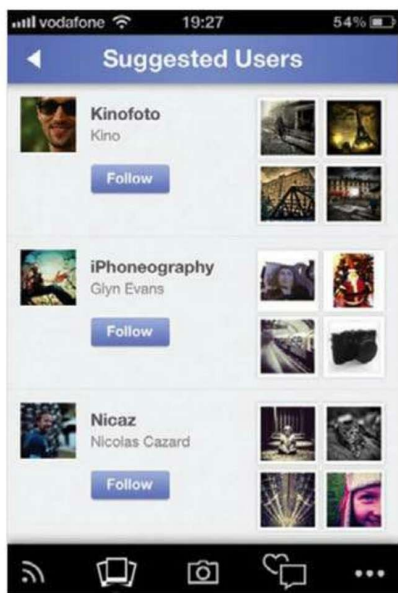 vodafone 19:27 54%
Suggested Users
Kinofoto
Kino
Follow
iPhoneography
Glyn Evans
Follow
Nicaz
Nicolas Cazard
Follow